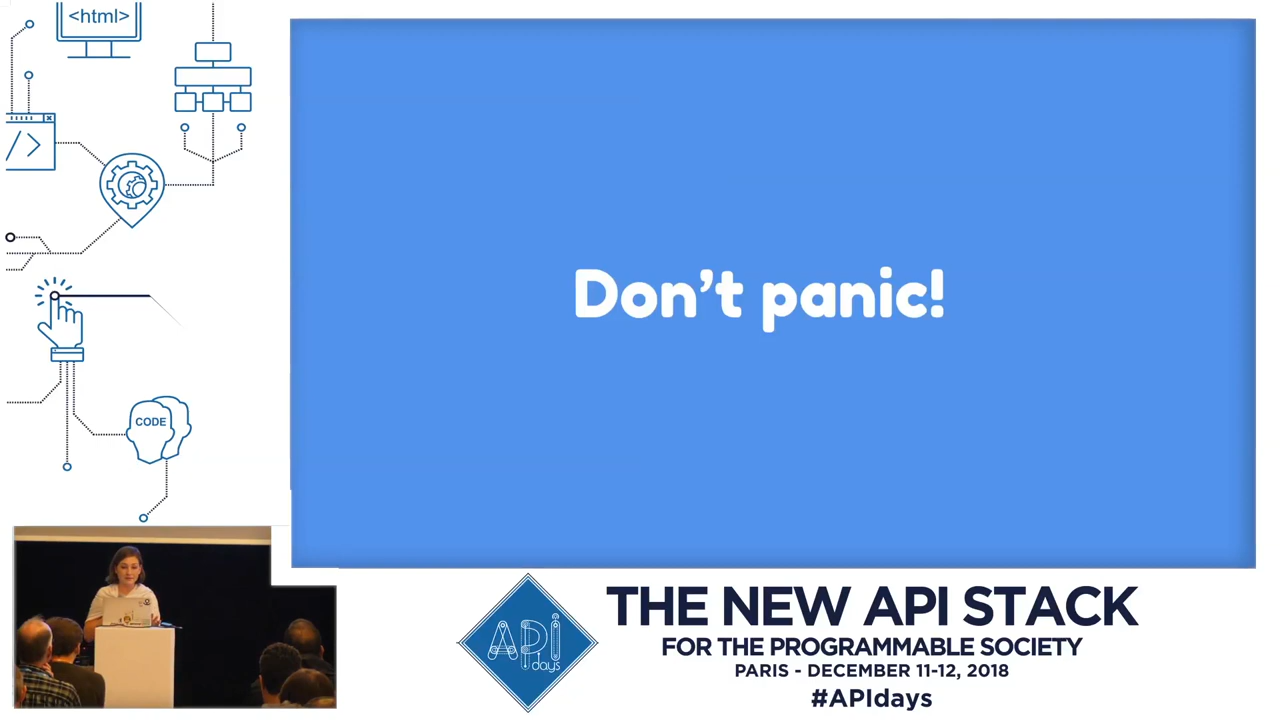 <html>
/>
CODE
Don’t panic!
API
days
THE NEW API STACK
FOR THE PROGRAMMABLE SOCIETY
PARIS - DECEMBER 11-12, 2018
#APIdays